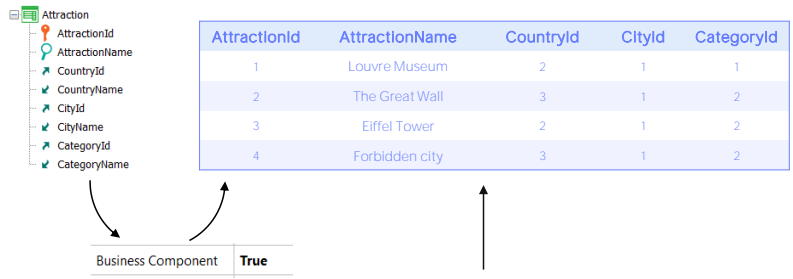 Attraction
AttractionId
AttractionName
CountryId
CountryName
CityId
CityName
CategoryId
CategoryName
AttractionId AttractionName CountryId CityId CategoryId
1 Louvre Museum 2 1 1
2 The Great Wall 3 1 2
3 Eiffel Tower 2 1 2
4 Forbidden city 3 1 2
Business Component True